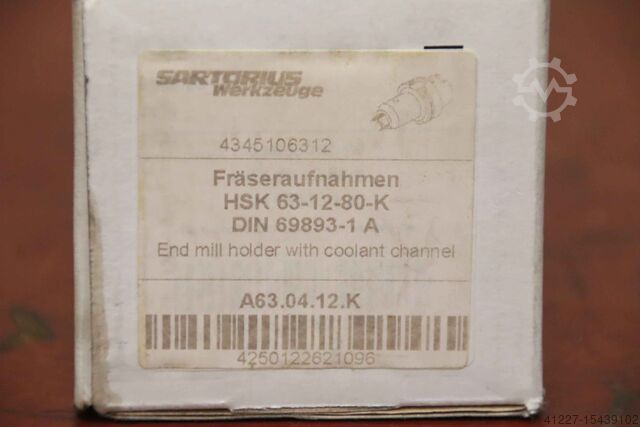 SARTORIUS
Werkzeuge
4345106312
Fräseraufnahmen
HSK 63-12-80-K
DIN 69893-1 A
End mill holder with coolant channel
A63.04.12.K
4250122621096
41227-15439102